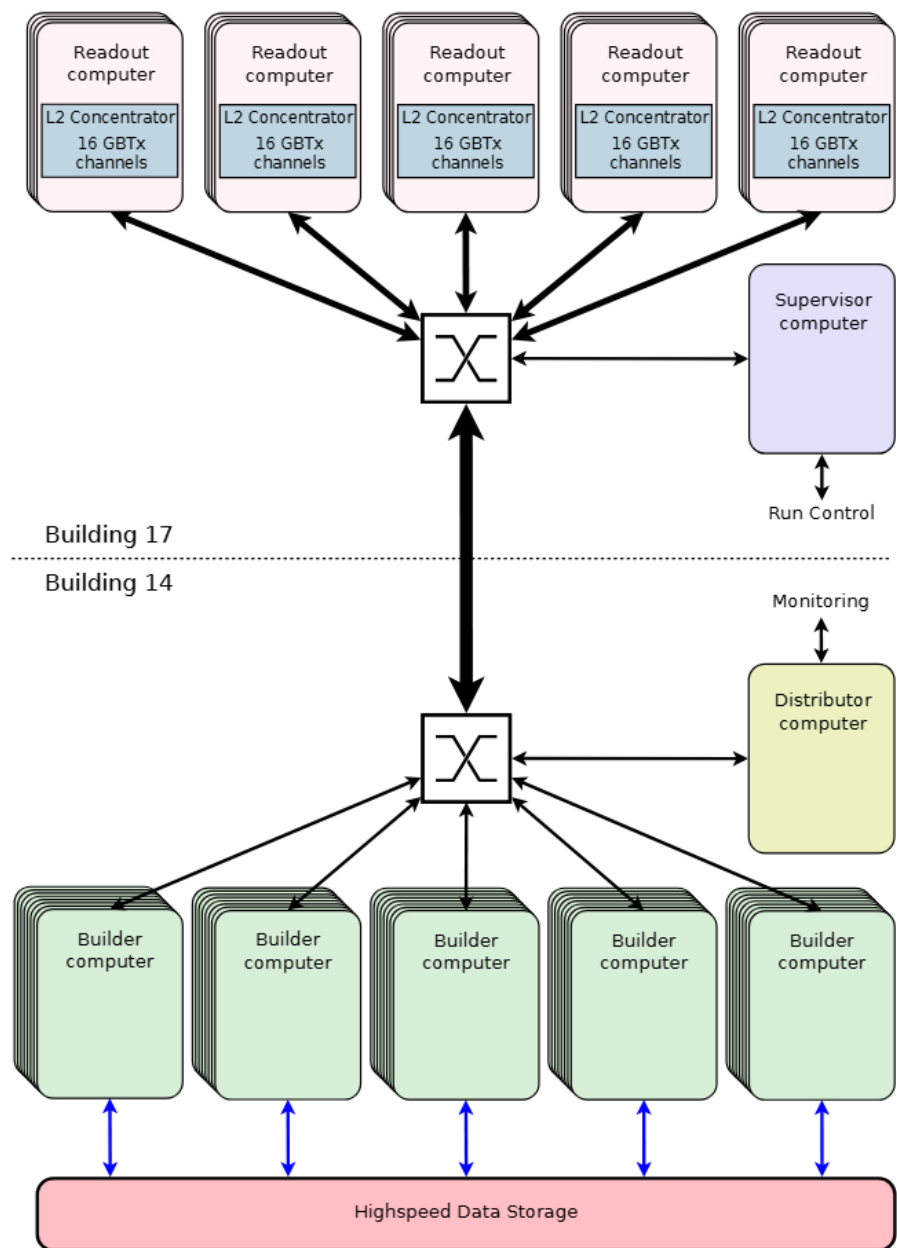 Readout
computer
L2 Concentrator
16 GBTx
channels
Readout
computer
L2 Concentrator
16 GBTx
channels
Readout
computer
L2 Concentrator
16 GBTx
channels
Readout
computer
L2 Concentrator
16 GBTx
channels
Readout
computer
L2 Concentrator
16 GBTx
channels
Supervisor
computer
Run Control
Building 17
Building 14
Monitoring
Distributor
computer
Builder
computer
Builder
computer
Builder
computer
Builder
computer
Builder
computer
Highspeed Data Storage